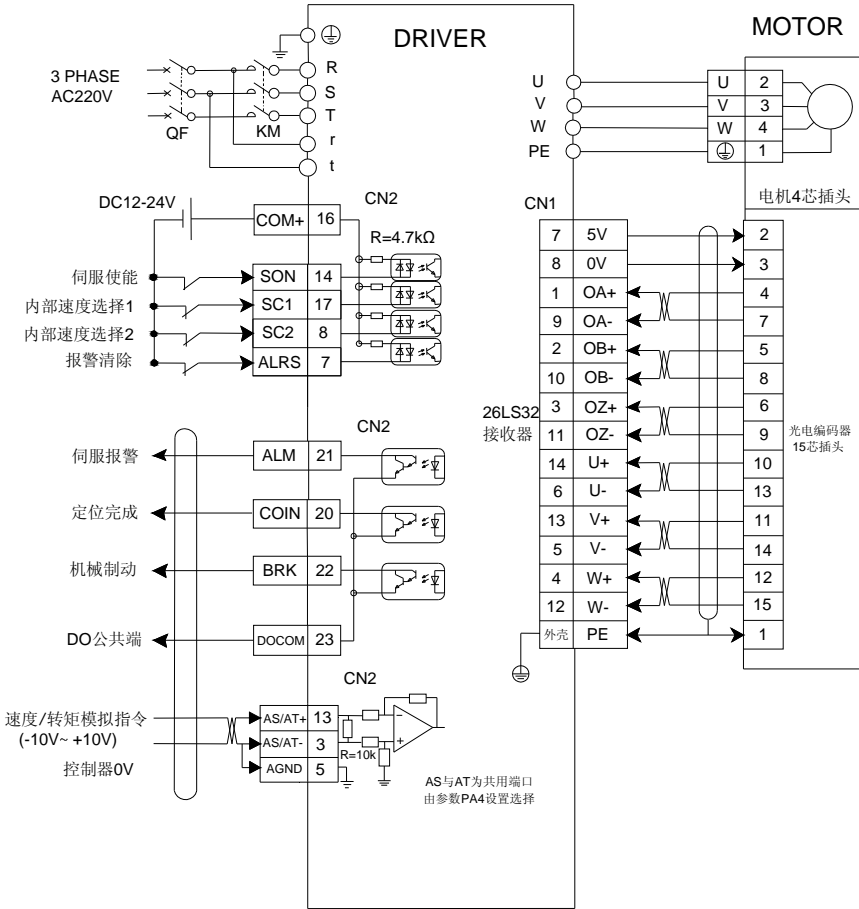 DRIVER
MOTOR
3 PHASE
AC220V
QF
KM
R
S
T
r
t
U
V
W
PE
U 2
V 3
W 4
1
电机4芯插头
DC12-24V
CN2
COM+ 16
R=4.7kΩ
伺服使能 SON 14
内部速度选择1 SC1 17
内部速度选择2 SC2 8
报警清除 ALRS 7
CN2
伺服报警 ALM 21
定位完成 COIN 20
机械制动 BRK 22
DO公共端 DOCOM 23
CN2
速度/转矩模拟指令
(-10V~ +10V)
控制器0V
AS/AT+ 13
AS/AT- 3
AGND 5
R=10k
AS与AT为共用端口
由参数PA4设置选择
CN1
26LS32
接收器
7 5V 2
8 0V 3
1 OA+ 4
9 OA- 7
2 OB+ 5
10 OB- 8
3 OZ+ 6
11 OZ- 9
14 U+ 10
6 U- 13
13 V+ 11
5 V- 14
4 W+ 12
12 W- 15
外壳 PE 1
光电编码器
15芯插头